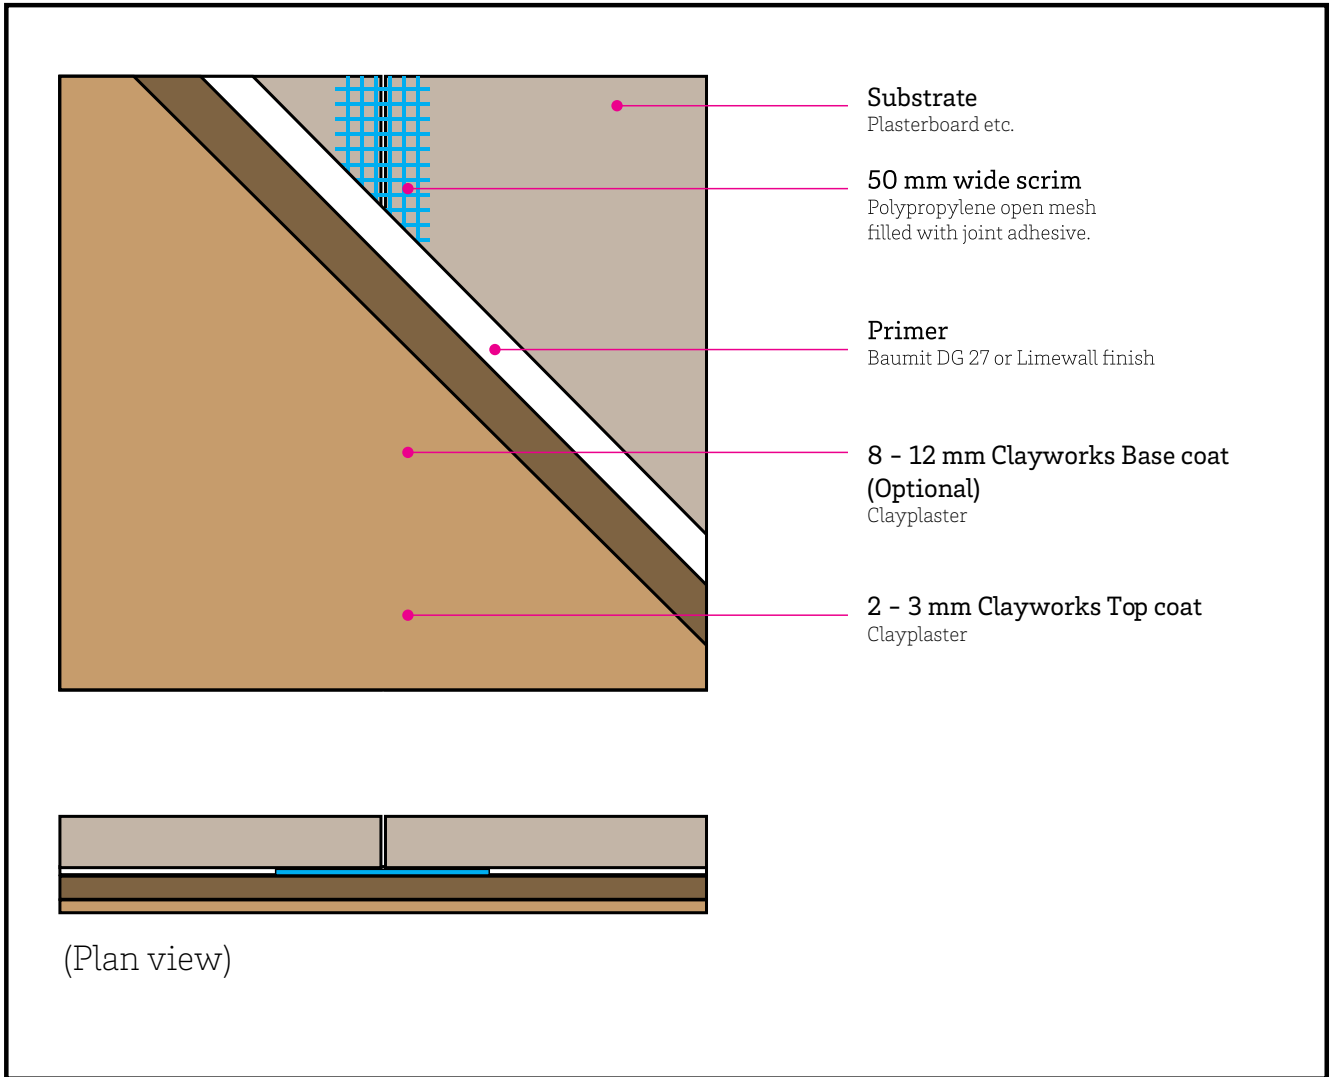 Substrate
Plasterboard etc.
50 mm wide scrim
Polypropylene open mesh
filled with joint adhesive.
Primer
Baumit DG 27 or Limewall finish
8 - 12 mm Clayworks Base coat
(Optional)
Clayplaster
2 - 3 mm Clayworks Top coat
Clayplaster
(Plan view)